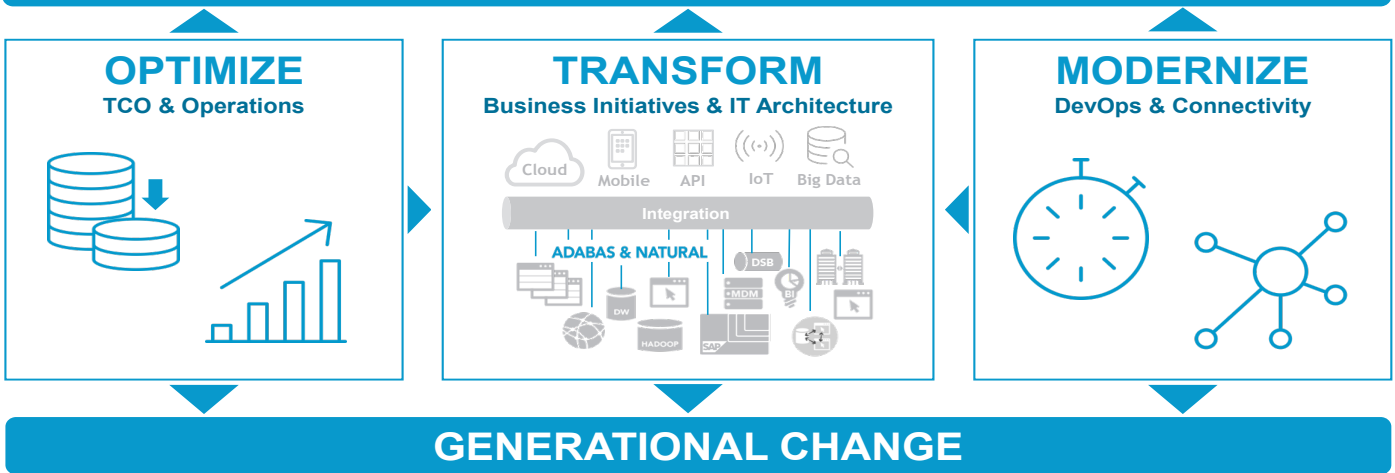 OPTIMIZE
TCO & Operations
TRANSFORM
Business Initiatives & IT Architecture
Cloud
Mobile
API
IoT
Big Data
Integration
ADABAS & NATURAL
DSB
MDM
BI
DW
HADOOP
SAP
MODERNIZE
DevOps & Connectivity
GENERATIONAL CHANGE